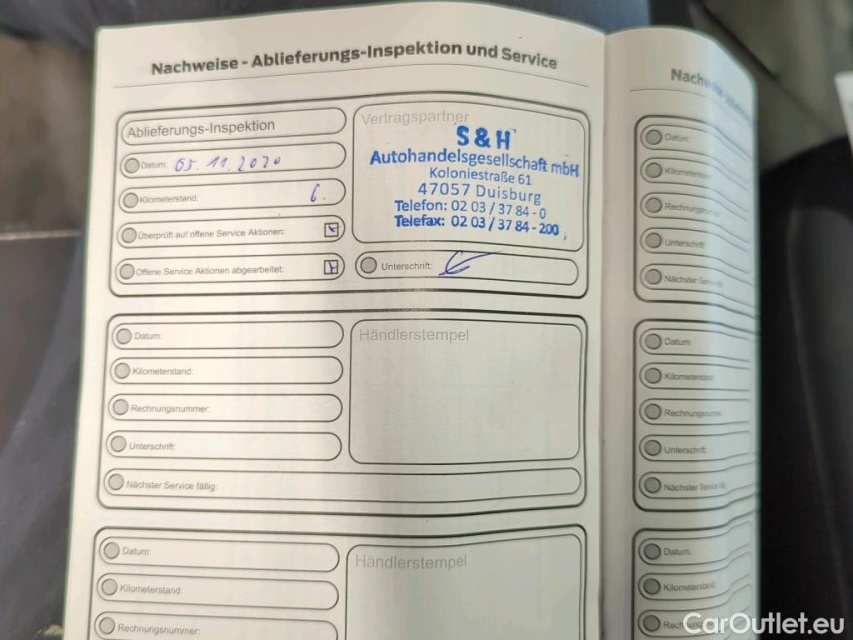 Nachweise - Ablieferungs-Inspektion und Service
Ablieferungs-Inspektion
Datum: 05.11.2020
Kilometerstand: 6.
Überprüft auf offene Service Aktionen:
Offene Service Aktionen abgearbeitet:
Vertragspartner
S & H
Autohandelsgesellschaft mbH
Koloniestraße 61
47057 Duisburg
Telefon: 02 03 / 37 84 - 0
Telefax: 02 03 / 37 84 - 200
Unterschrift:
Datum:
Kilometerstand:
Rechnungsnummer:
Unterschrift:
Nächster Service fällig:
Händlerstempel
Datum:
Kilometerstand:
Rechnungsnummer:
Händlerstempel
Datum:
Kilometerstand
Unterschrift:
Nächster
Datum:
Kilometerstand:
Rechnungsnummer
Unterschrift:
Nächster Service
Datum:
Kilometerstand:
CarOutlet.eu